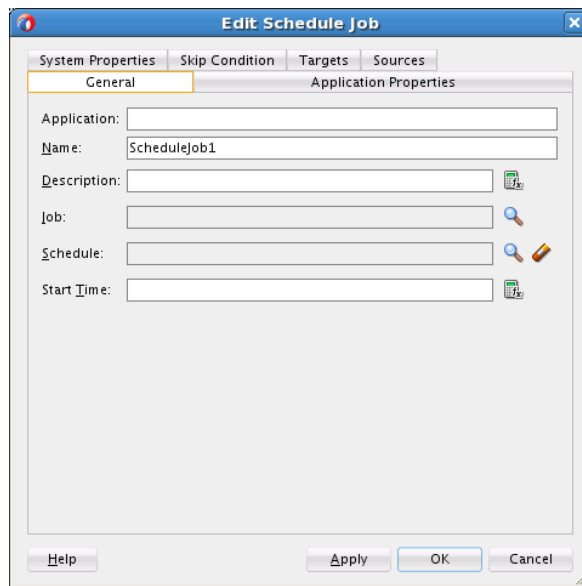 Edit Schedule Job
System Properties Skip Condition Targets Sources
General Application Properties
Application:
Name: ScheduleJob1
Description:
Job:
Schedule:
Start Time:
Help Apply OK Cancel